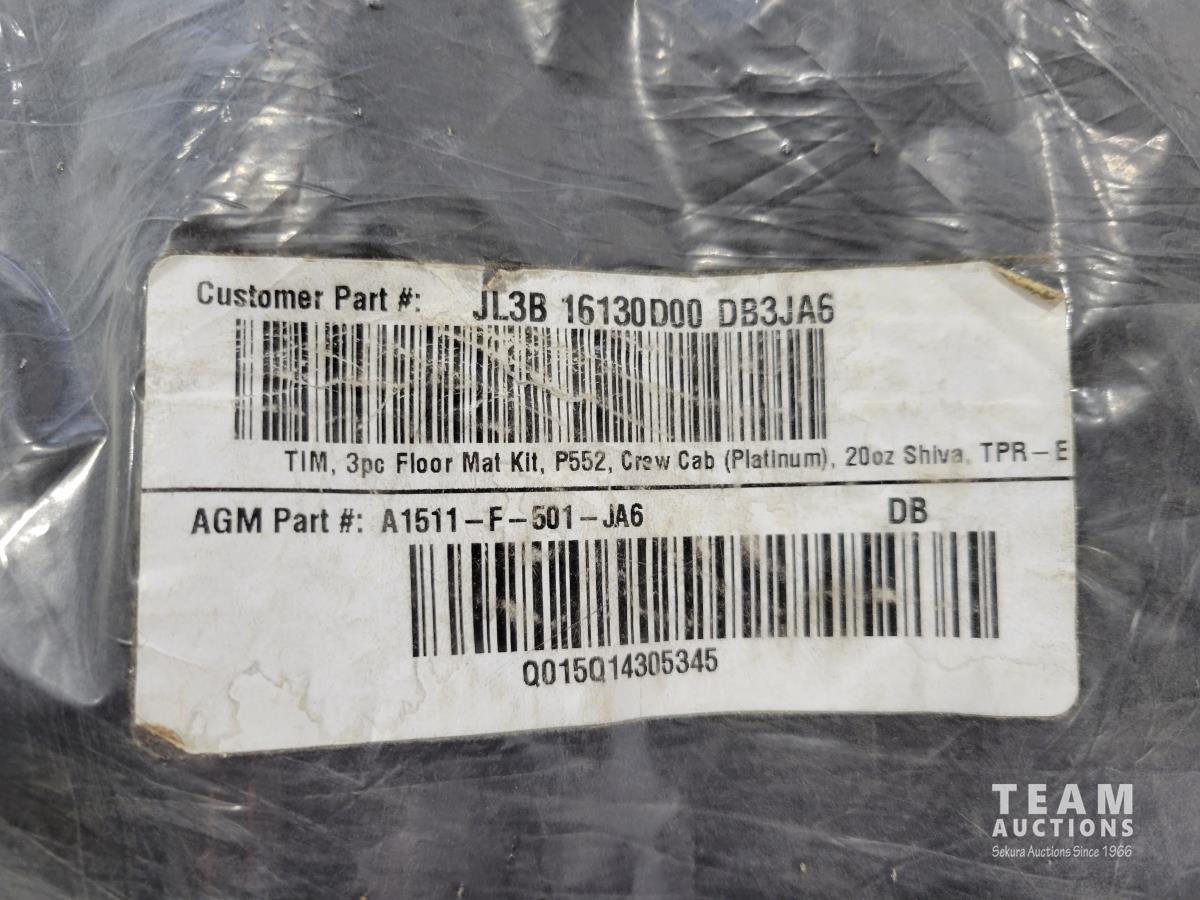 Customer Part #: JL3B 16130D00 DB3JA6
TIM, 3pc Floor Mat Kit, P552, Crew Cab (Platinum), 20oz Shiva, TPR-E
AGM Part #: A1511-F-501-JA6 DB
Q015Q14305345
TEAM
AUCTIONS
Sekura Auctions Since 1966